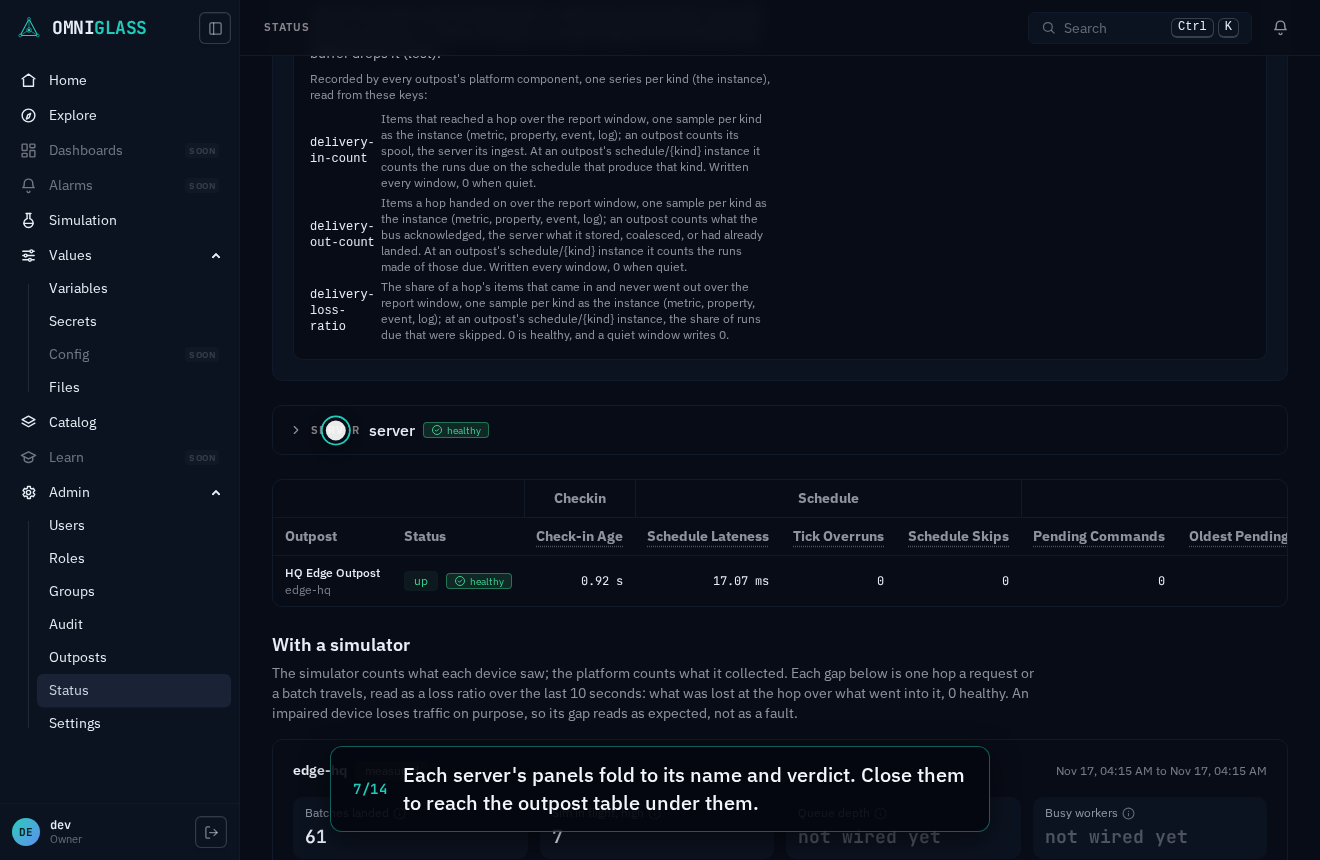 OMNIGLASS
STATUS
Search
Ctrl
K
Home
Explore
Dashboards
SOON
Alarms
SOON
Simulation
Values
Variables
Secrets
Config
SOON
Files
Catalog
Learn
SOON
Admin
Users
Roles
Groups
Audit
Outposts
Status
Settings
DE
dev
Owner
buffer drops it (lost).
Recorded by every outpost's platform component, one series per kind (the instance),
read from these keys:
delivery-
in-count
Items that reached a hop over the report window, one sample per kind
as the instance (metric, property, event, log); an outpost counts its
spool, the server its ingest. At an outpost's schedule/{kind} instance it
counts the runs due on the schedule that produce that kind. Written
every window, 0 when quiet.
delivery-
out-count
Items a hop handed on over the report window, one sample per kind as
the instance (metric, property, event, log); an outpost counts what the
bus acknowledged, the server what it stored, coalesced, or had already
landed. At an outpost's schedule/{kind} instance it counts the runs
made of those due. Written every window, 0 when quiet.
delivery-
loss-
ratio
The share of a hop's items that came in and never went out over the
report window, one sample per kind as the instance (metric, property,
event, log); at an outpost's schedule/{kind} instance, the share of runs
due that were skipped. 0 is healthy, and a quiet window writes 0.
server
healthy
Checkin
Schedule
Outpost
Status
Check-in Age
Schedule Lateness
Tick Overruns
Schedule Skips
Pending Commands
Oldest Pending
HQ Edge Outpost
edge-hq
up
healthy
0.92 s
17.07 ms
0
0
0
With a simulator
The simulator counts what each device saw; the platform counts what it collected. Each gap below is one hop a request or
a batch travels, read as a loss ratio over the last 10 seconds: what was lost at the hop over what went into it, 0 healthy. An
impaired device loses traffic on purpose, so its gap reads as expected, not as a fault.
edge-hq
Nov 17, 04:15 AM to Nov 17, 04:15 AM
7/14
Each server's panels fold to its name and verdict. Close them
to reach the outpost table under them.
Batches landed
61
7
not wired yet
Busy workers
not wired yet